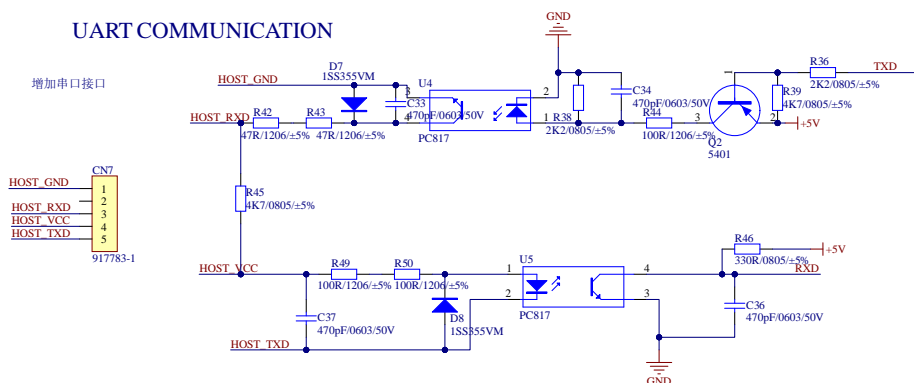 UART COMMUNICATION
增加串口接口
GND
D7
1SS355VM
HOST_GND
U4
3
4
2
1
PC817
C33
470pF/0603/50V
HOST_RXD
R42
47R/1206/±5%
R43
47R/1206/±5%
R38
2K2/0805/±5%
C34
470pF/0603/50V
R44
100R/1206/±5%
1
3
2
Q2
5401
R36
2K2/0805/±5%
TXD
R39
4K7/0805/±5%
+5V
CN7
HOST_GND
HOST_RXD
HOST_VCC
HOST_TXD
1
2
3
4
5
917783-1
R45
4K7/0805/±5%
HOST_VCC
R49
100R/1206/±5%
R50
100R/1206/±5%
U5
1
2
4
3
PC817
R46
330R/0805/±5%
+5V
RXD
C37
470pF/0603/50V
D8
1SS355VM
C36
470pF/0603/50V
HOST_TXD
GND